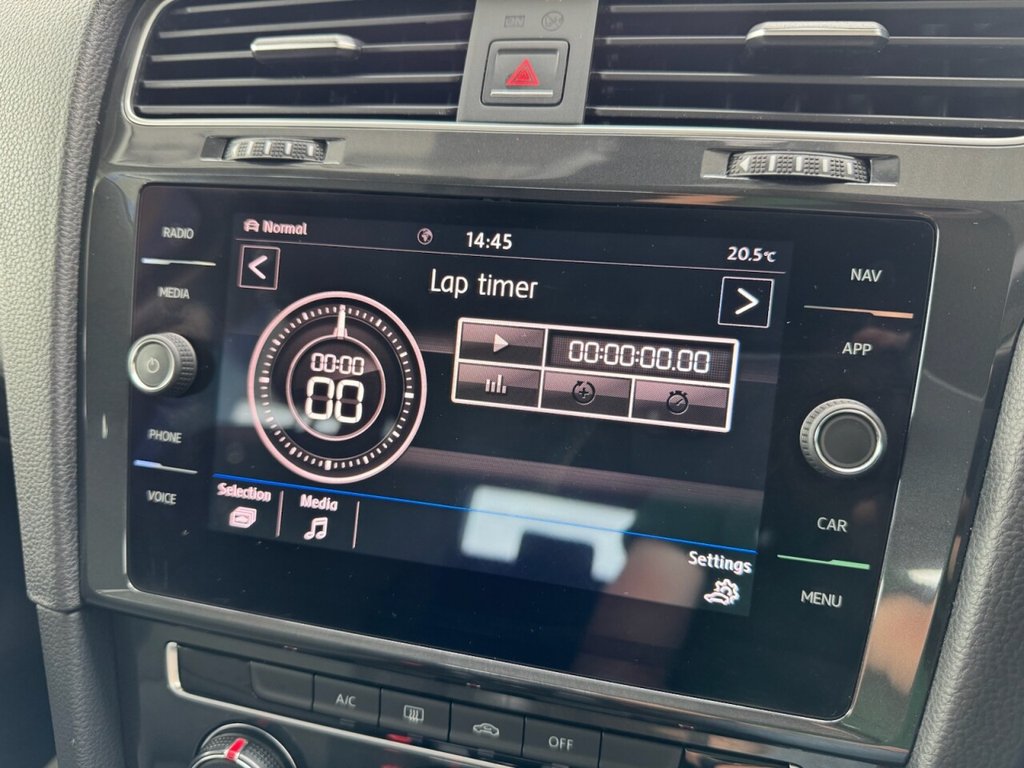 ON
RADIO
MEDIA
PHONE
VOICE
Normal
14:45
20.5°C
<
Lap timer
>
00:00
00
00:00:00.00
Selection
Media
Settings
NAV
APP
CAR
MENU
A/C
OFF